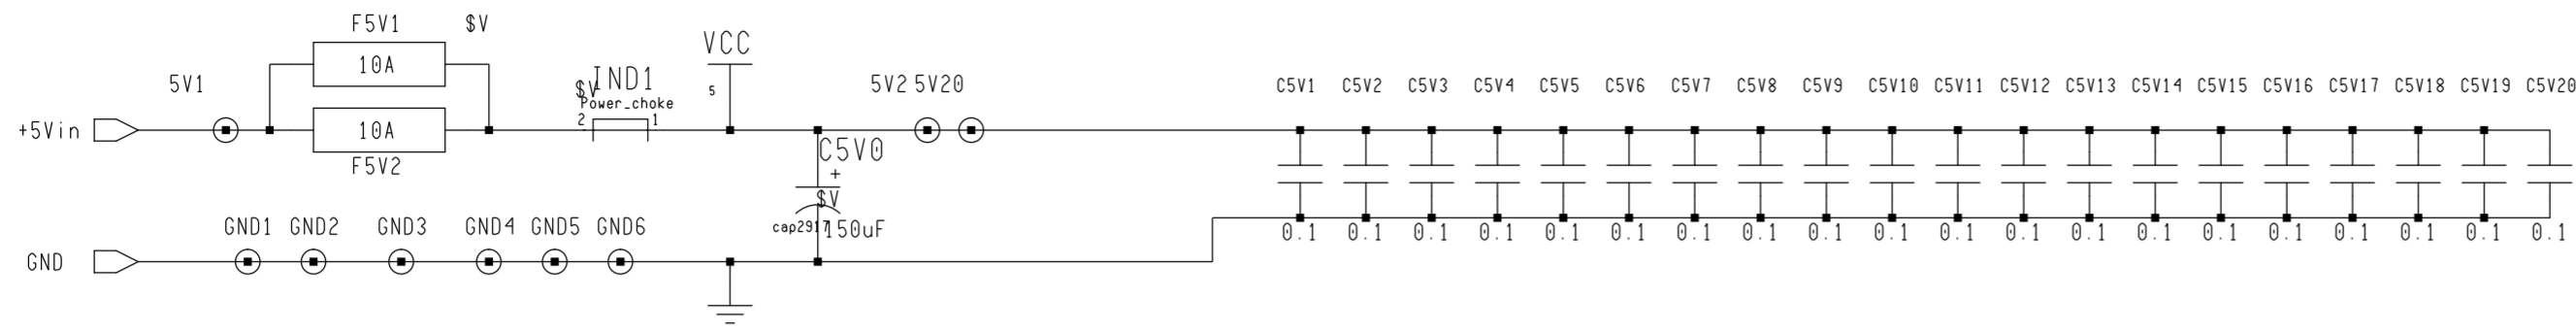 F5V1 $V
10A
VCC
5V1
$V
IND1
Power_choke
5
5V2 5V20
C5V1 C5V2 C5V3 C5V4 C5V5 C5V6 C5V7 C5V8 C5V9 C5V10 C5V11 C5V12 C5V13 C5V14 C5V15 C5V16 C5V17 C5V18 C5V19 C5V20
+5Vin
10A
2 1
F5V2
C5V0
+
$V
cap2917
150uF
GND1 GND2 GND3 GND4 GND5 GND6
0.1 0.1 0.1 0.1 0.1 0.1 0.1 0.1 0.1 0.1 0.1 0.1 0.1 0.1 0.1 0.1 0.1 0.1 0.1 0.1
GND